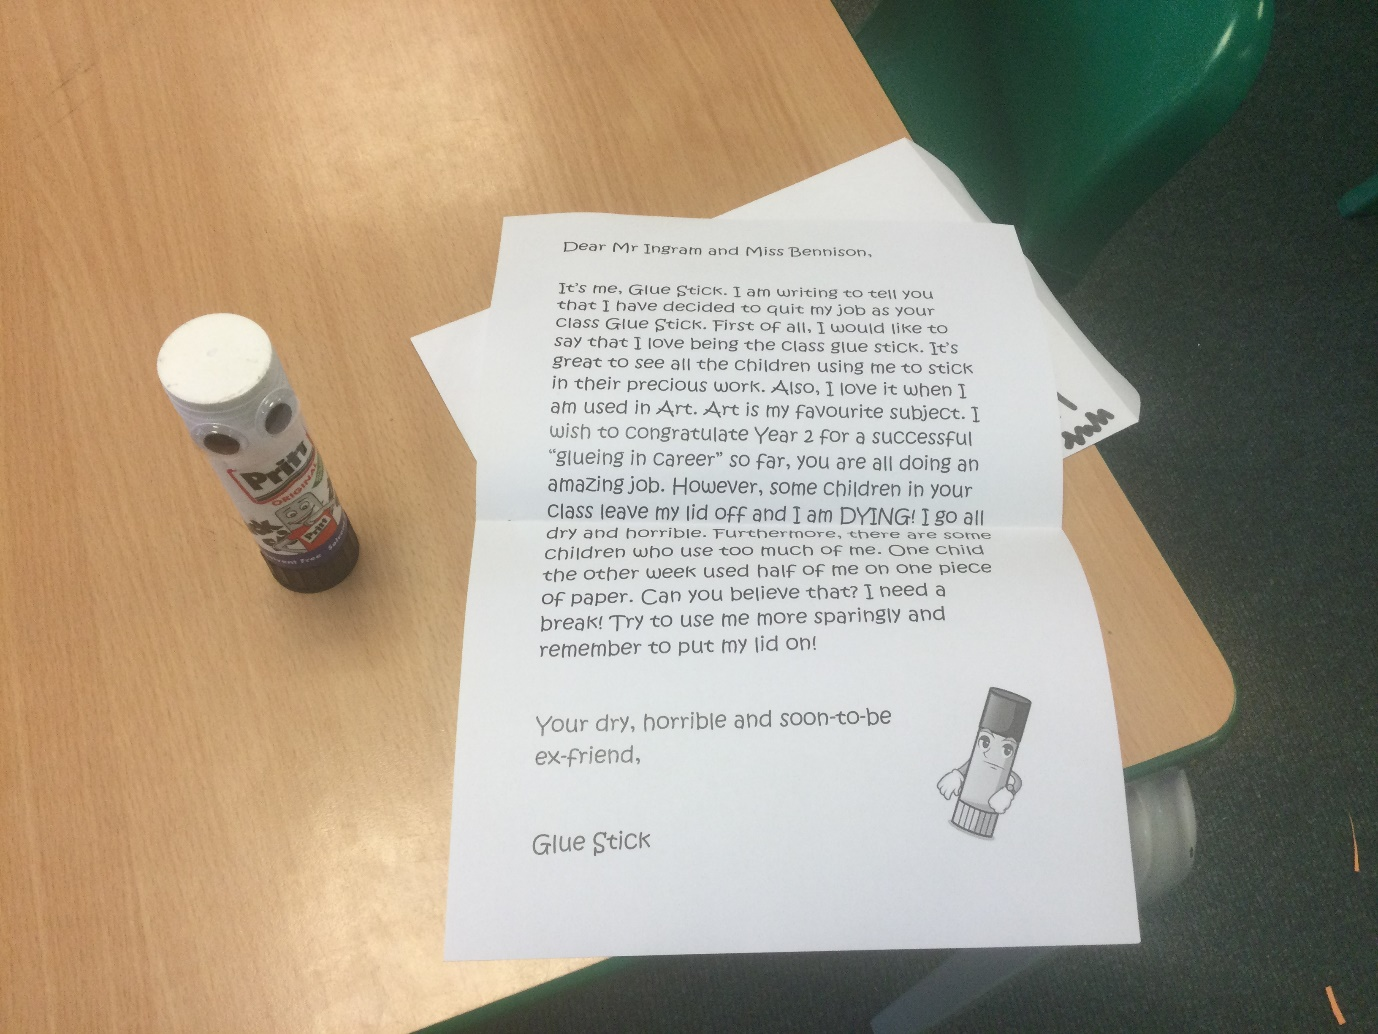 Dear Mr Ingram and Miss Bennison,
It's me, Glue Stick. I am writing to tell you
that I have decided to quit my job as your
class Glue Stick. First of all, I would like to
say that I love being the class glue stick. It's
great to see all the children using me to stick
in their precious work. Also, I love it when I
am used in Art. Art is my favourite subject. I
wish to congratulate Year 2 for a successful
“glueing in career” so far, you are all doing an
amazing job. However, some children in your
class leave my lid off and I am DYING! I go all
dry and horrible. Furthermore, there are some
children who use too much of me. One child
the other week used half of me on one piece
of paper. Can you believe that? I need a
break! Try to use me more sparingly and
remember to put my lid on!
Your dry, horrible and soon-to-be
ex-friend,
Glue Stick
Pritt
ORIGINAL
Pritt